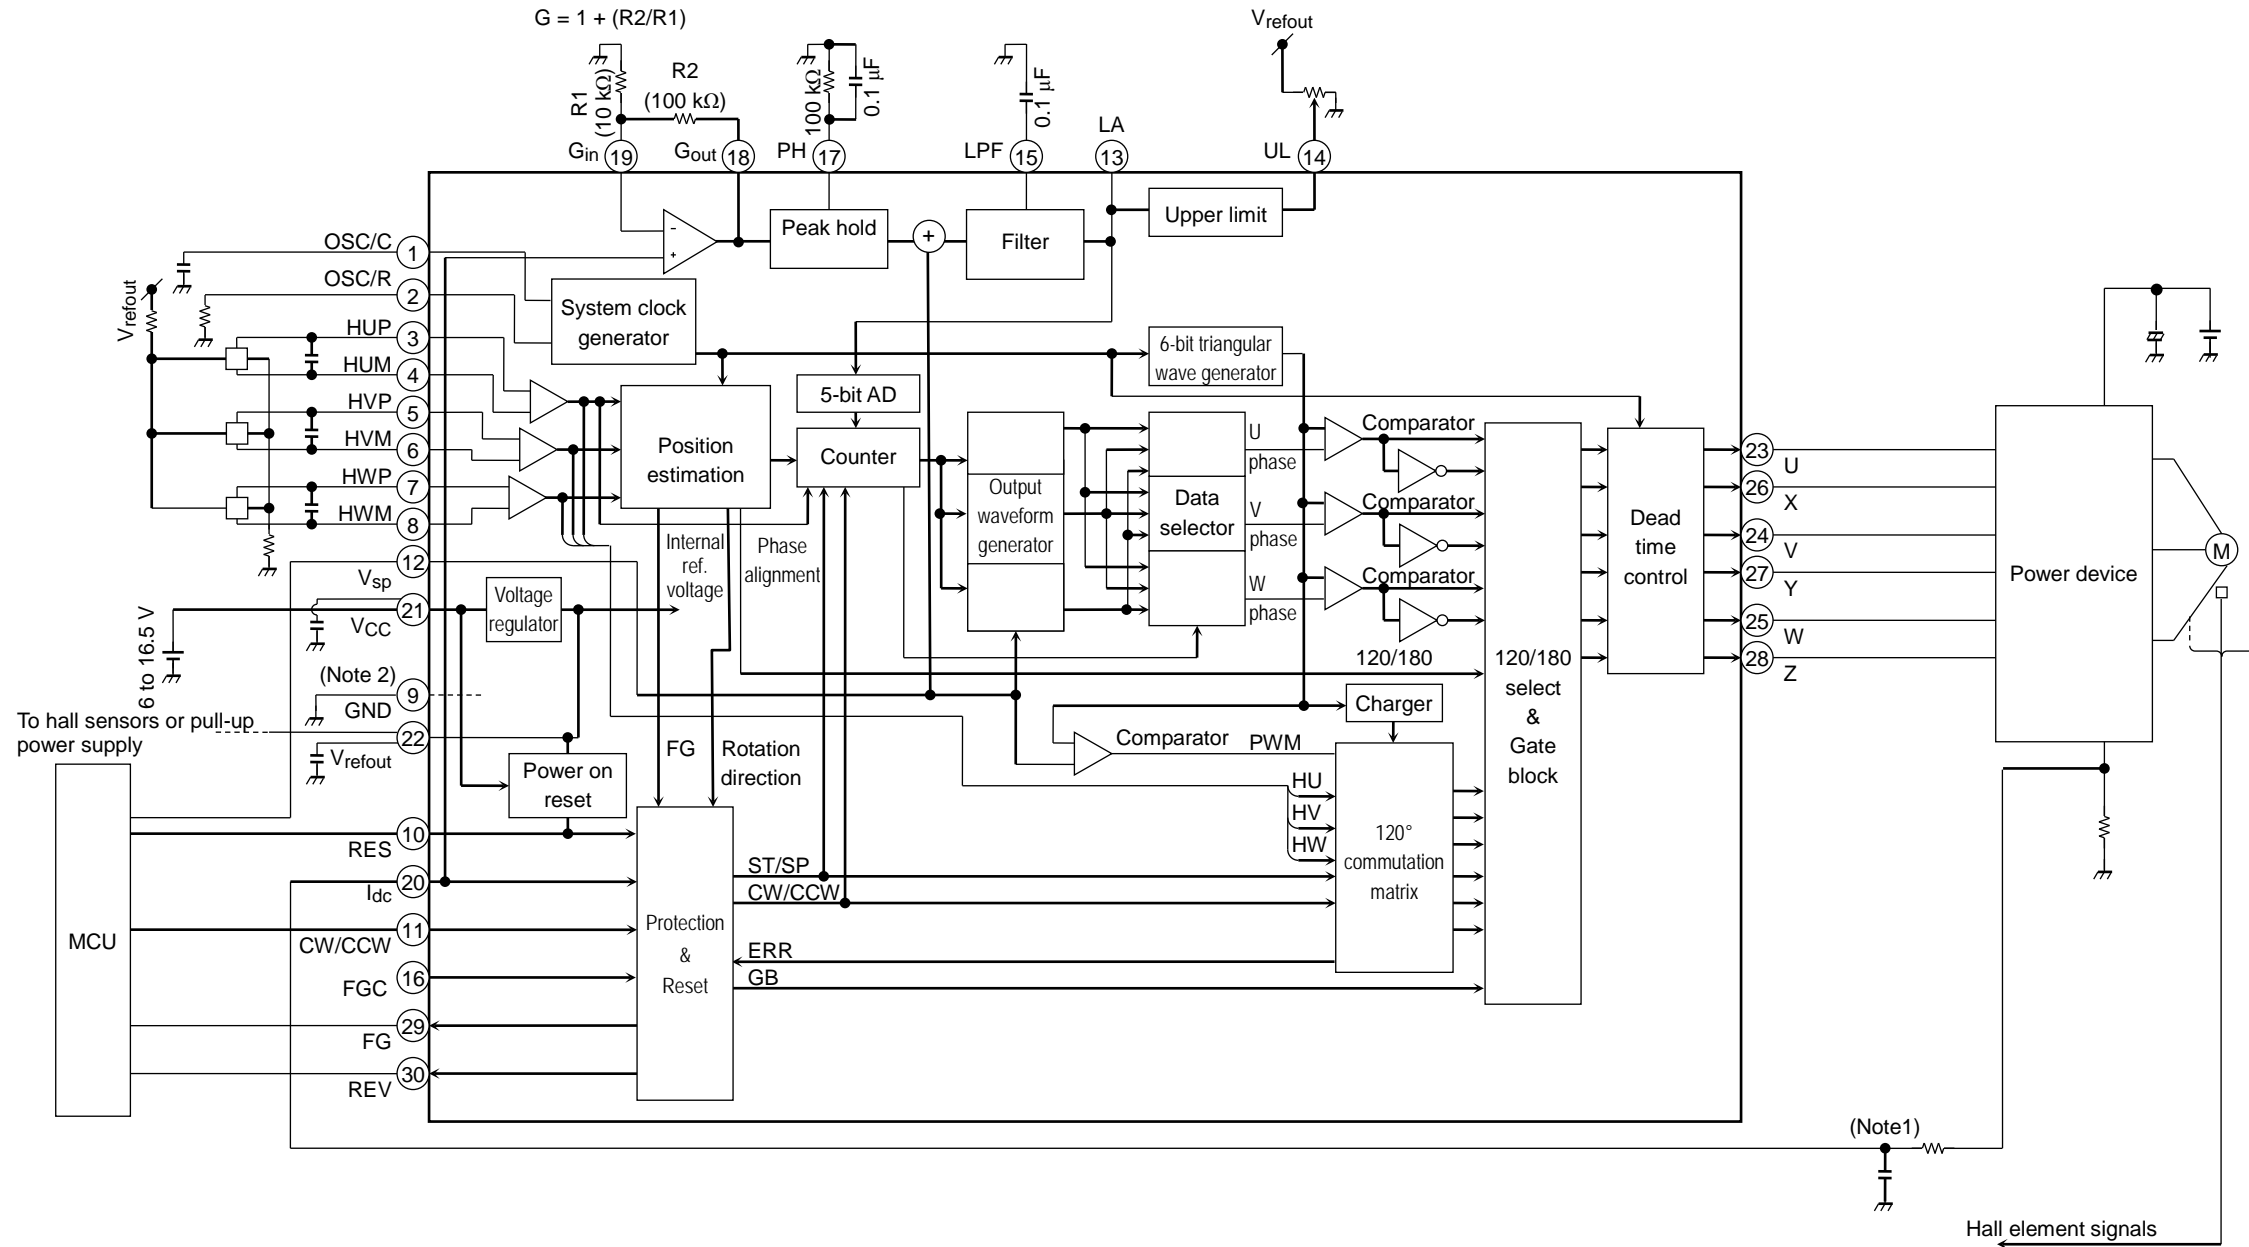 G = 1 + (R2/R1)
R1
(10 kΩ)
R2
(100 kΩ)
100 kΩ
0.1 μF
0.1 μF
Vrefout
Gin
19
Gout
18
PH
17
LPF
15
LA
13
UL
14
Peak hold
+
Filter
Upper limit
-
+
Vrefout
OSC/C
1
OSC/R
2
HUP
3
HUM
4
HVP
5
HVM
6
HWP
7
HWM
8
12
Vsp
21
VCC
6 to 16.5 V
(Note 2)
9
GND
To hall sensors or pull-up
power supply
22
Vrefout
10
RES
20
Idc
11
CW/CCW
16
FGC
29
FG
30
REV
MCU
System clock
generator
Position
estimation
5-bit AD
Counter
6-bit triangular
wave generator
Output
waveform
generator
Data
selector
U
phase
V
phase
W
phase
Comparator
Comparator
Comparator
120/180
Internal
ref.
voltage
Phase
alignment
Voltage
regulator
Power on
reset
FG
Rotation
direction
Protection
&
Reset
ST/SP
CW/CCW
ERR
GB
Comparator
PWM
Charger
HU
HV
HW
120°
commutation
matrix
120/180
select
&
Gate
block
Dead
time
control
23
U
26
X
24
V
27
Y
25
W
28
Z
Power device
M
(Note1)
Hall element signals